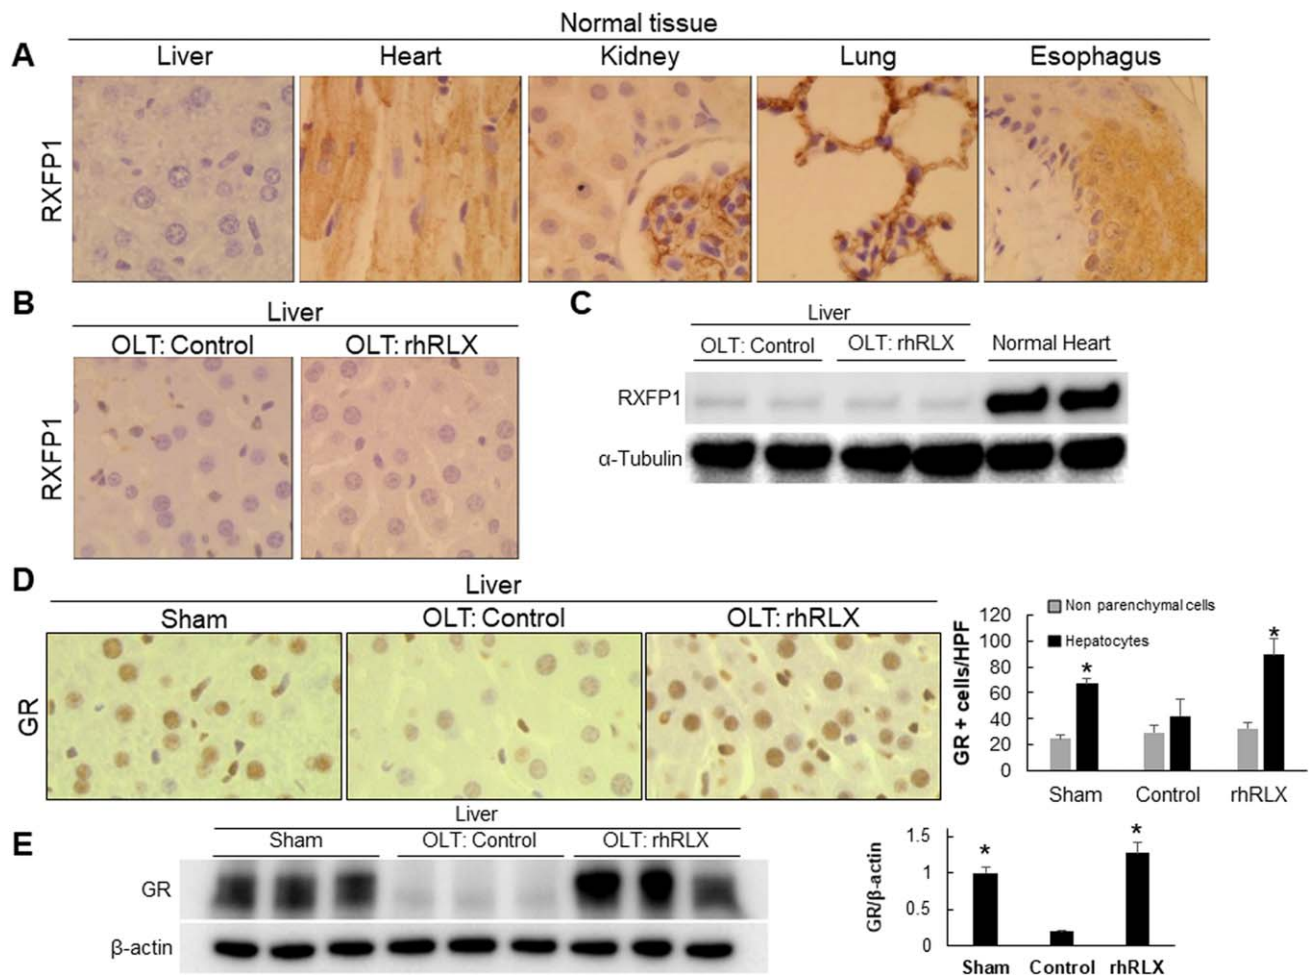 Normal tissue
A
Liver Heart Kidney Lung Esophagus
RXFP1
B
Liver
OLT: Control OLT: rhRLX
RXFP1
C
Liver
OLT: Control OLT: rhRLX Normal Heart
RXFP1
α-Tubulin
D
Liver
Sham OLT: Control OLT: rhRLX
GR
Non parenchymal cells
Hepatocytes
GR + cells/HPF
120
100
80
60
40
20
0
* *
Sham Control rhRLX
E
Liver
Sham OLT: Control OLT: rhRLX
GR
β-actin
GR/β-actin
1.5
1
0.5
0
* *
Sham Control rhRLX